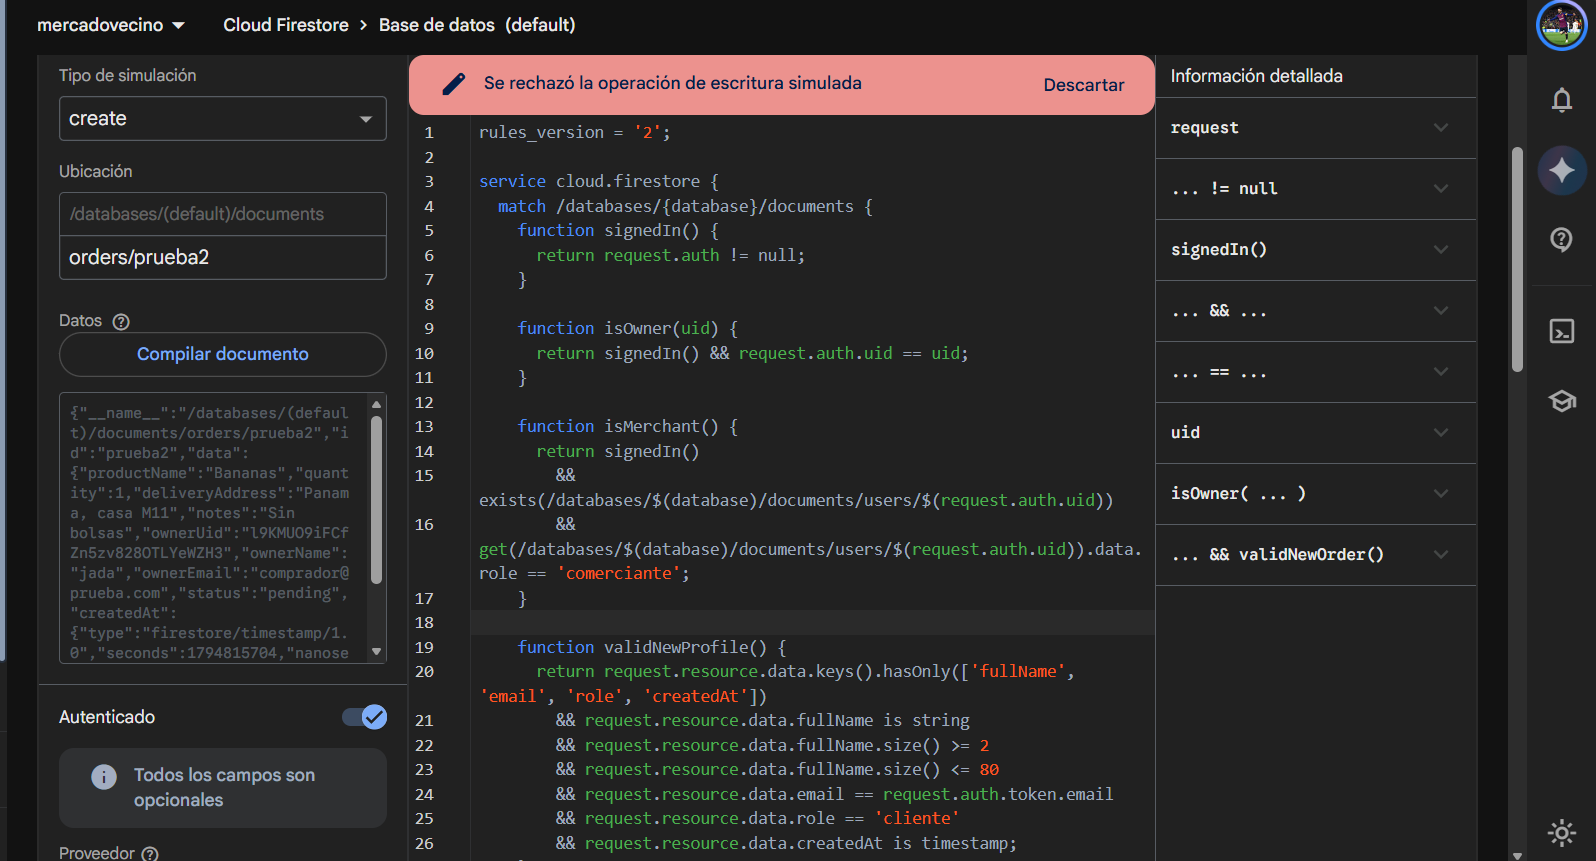 mercadovecino
Cloud Firestore > Base de datos (default)
Tipo de simulación
create
Ubicación
/databases/(default)/documents
orders/prueba2
Datos
Compilar documento
{"__name__":"/databases/(defaul
t)/documents/orders/prueba2","i
d":"prueba2","data":
{"productName":"Bananas","quant
ity":1,"deliveryAddress":"Panam
a, casa M11","notes":"Sin
bolsas","ownerUid":"l9KMUO9iFCf
Zn5zv828OTLYeWZH3","ownerName":
"jada","ownerEmail":"comprador@
prueba.com","status":"pending",
"createdAt":
{"type":"firestore/timestamp/1.
0","seconds":1794815704,"nanose
Autenticado
Todos los campos son
opcionales
Proveedor
Se rechazó la operación de escritura simulada
Descartar
1 rules_version = '2';
2
3 service cloud.firestore {
4 match /databases/{database}/documents {
5 function signedIn() {
6 return request.auth != null;
7 }
8
9 function isOwner(uid) {
10 return signedIn() && request.auth.uid == uid;
11 }
12
13 function isMerchant() {
14 return signedIn()
15 &&
exists(/databases/$(database)/documents/users/$(request.auth.uid))
16 &&
get(/databases/$(database)/documents/users/$(request.auth.uid)).data.
role == 'comerciante';
17 }
18
19 function validNewProfile() {
20 return request.resource.data.keys().hasOnly(['fullName',
'email', 'role', 'createdAt'])
21 && request.resource.data.fullName is string
22 && request.resource.data.fullName.size() >= 2
23 && request.resource.data.fullName.size() <= 80
24 && request.resource.data.email == request.auth.token.email
25 && request.resource.data.role == 'cliente'
26 && request.resource.data.createdAt is timestamp;
Información detallada
request
... != null
signedIn()
... && ...
... == ...
uid
isOwner( ... )
... && validNewOrder()